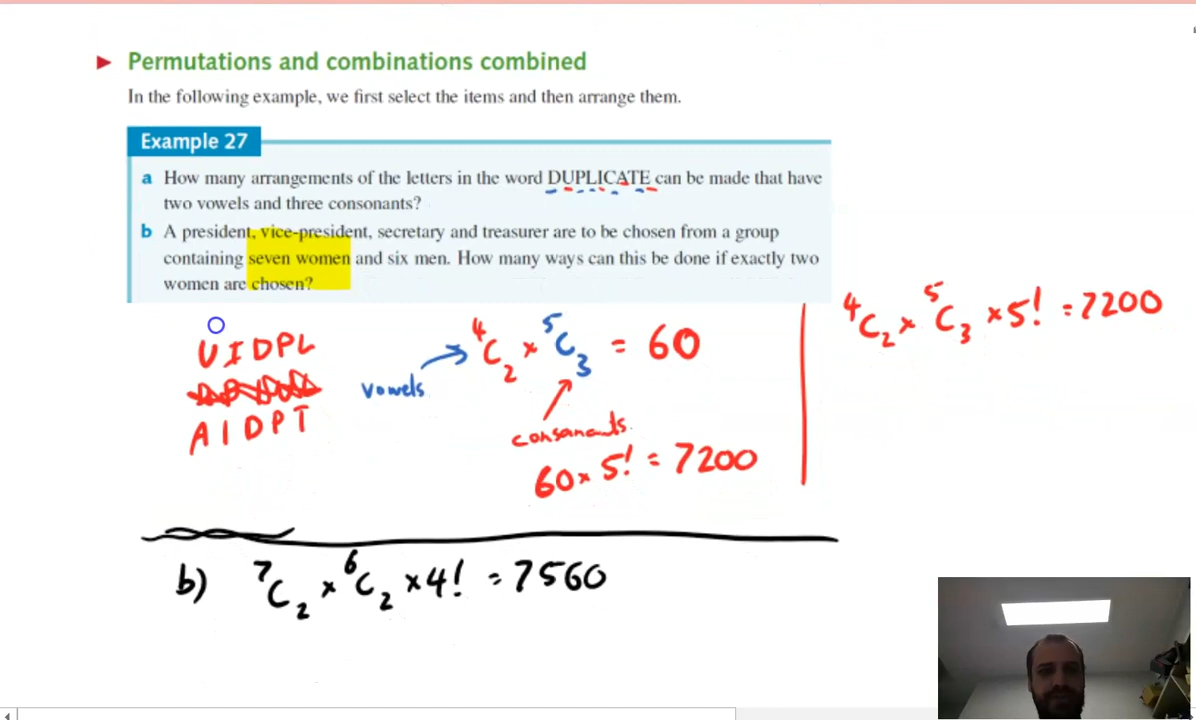 Permutations and combinations combined
In the following example, we first select the items and then arrange them.
Example 27
a How many arrangements of the letters in the word DUPLICATE can be made that have
two vowels and three consonants?
b A president, vice-president, secretary and treasurer are to be chosen from a group
containing seven women and six men. How many ways can this be done if exactly two
women are chosen?
⁴C₂ × ⁵C₃ × 5! = 7200
UIDPL
AIDPT
vowels
⁴C₂ × ⁵C₃ = 60
consanants.
60 × 5! = 7200
b) ⁷C₂ × ⁶C₂ × 4! = 7560